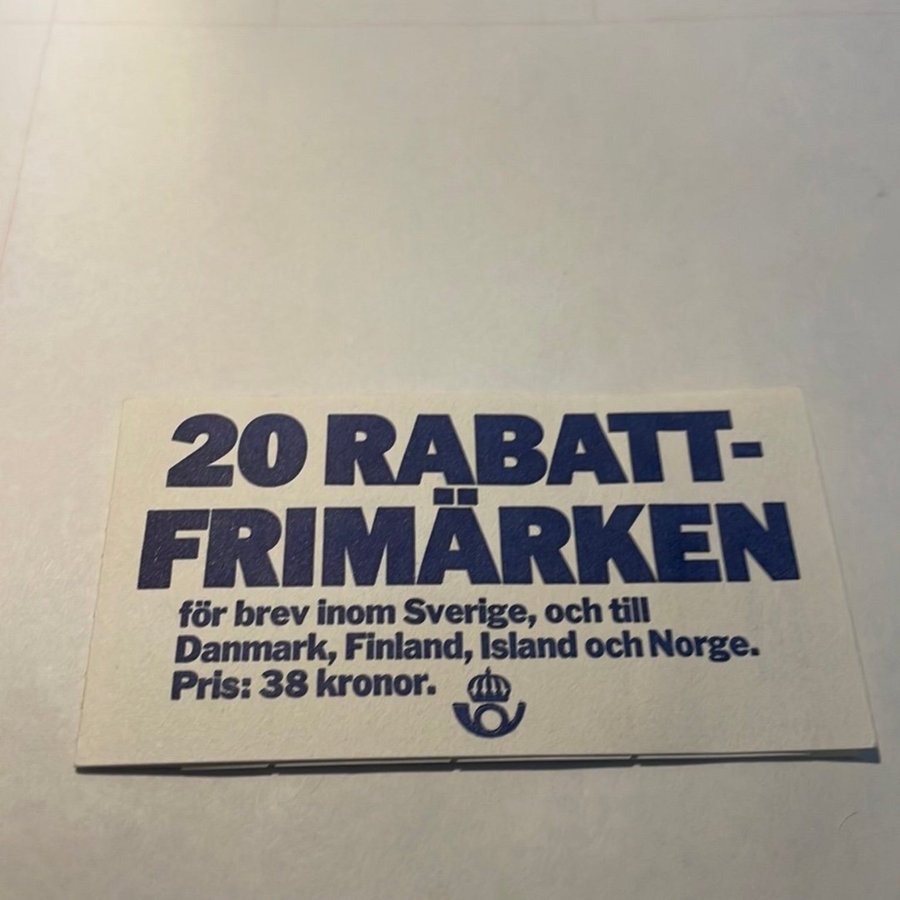 20 RABATT-
FRIMÄRKEN
för brev inom Sverige, och till
Danmark, Finland, Island och Norge.
Pris: 38 kronor.